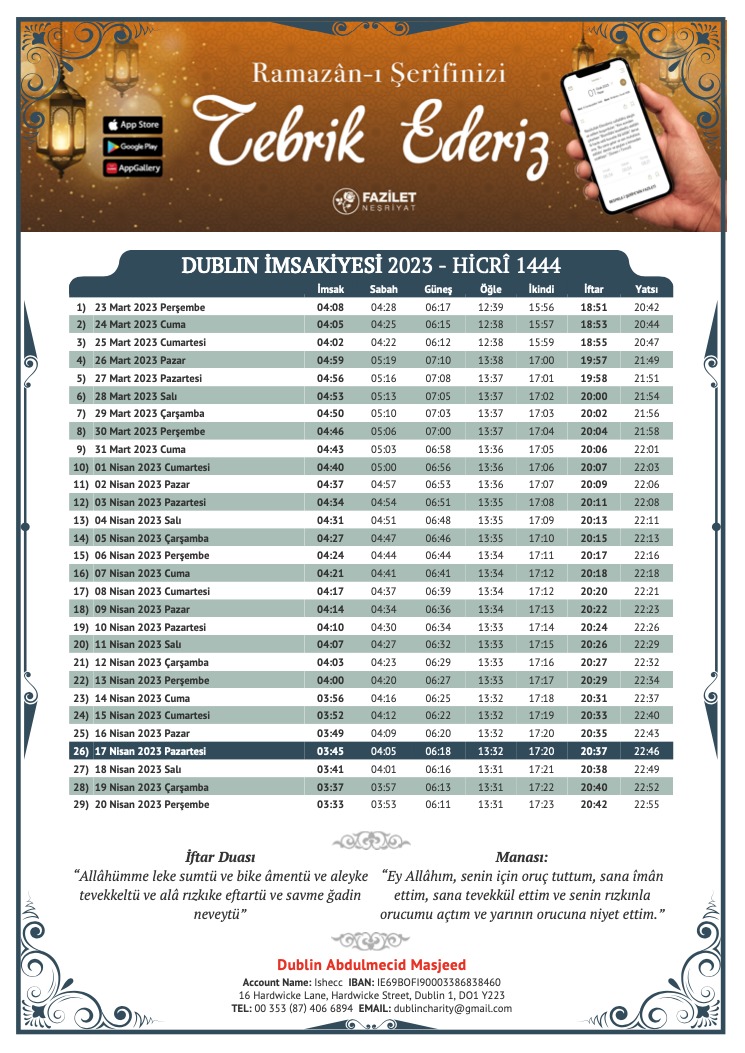 Ramazân-ı Şerîfinizi
Tebrik Ederiz
App Store
Google Play
AppGallery
FAZİLET
NEŞRİYAT
DUBLIN İMSAKİYESİ 2023 - HİCRÎ 1444
İmsak Sabah Güneş Öğle İkindi İftar Yatsı
1) 23 Mart 2023 Perşembe 04:08 04:28 06:17 12:39 15:56 18:51 20:42
2) 24 Mart 2023 Cuma 04:05 04:25 06:15 12:38 15:57 18:53 20:44
3) 25 Mart 2023 Cumartesi 04:02 04:22 06:12 12:38 15:59 18:55 20:47
4) 26 Mart 2023 Pazar 04:59 05:19 07:10 13:38 17:00 19:57 21:49
5) 27 Mart 2023 Pazartesi 04:56 05:16 07:08 13:37 17:01 19:58 21:51
6) 28 Mart 2023 Salı 04:53 05:13 07:05 13:37 17:02 20:00 21:54
7) 29 Mart 2023 Çarşamba 04:50 05:10 07:03 13:37 17:03 20:02 21:56
8) 30 Mart 2023 Perşembe 04:46 05:06 07:00 13:37 17:04 20:04 21:58
9) 31 Mart 2023 Cuma 04:43 05:03 06:58 13:36 17:05 20:06 22:01
10) 01 Nisan 2023 Cumartesi 04:40 05:00 06:56 13:36 17:06 20:07 22:03
11) 02 Nisan 2023 Pazar 04:37 04:57 06:53 13:36 17:07 20:09 22:06
12) 03 Nisan 2023 Pazartesi 04:34 04:54 06:51 13:35 17:08 20:11 22:08
13) 04 Nisan 2023 Salı 04:31 04:51 06:48 13:35 17:09 20:13 22:11
14) 05 Nisan 2023 Çarşamba 04:27 04:47 06:46 13:35 17:10 20:15 22:13
15) 06 Nisan 2023 Perşembe 04:24 04:44 06:44 13:34 17:11 20:17 22:16
16) 07 Nisan 2023 Cuma 04:21 04:41 06:41 13:34 17:12 20:18 22:18
17) 08 Nisan 2023 Cumartesi 04:17 04:37 06:39 13:34 17:12 20:20 22:21
18) 09 Nisan 2023 Pazar 04:14 04:34 06:36 13:34 17:13 20:22 22:23
19) 10 Nisan 2023 Pazartesi 04:10 04:30 06:34 13:33 17:14 20:24 22:26
20) 11 Nisan 2023 Salı 04:07 04:27 06:32 13:33 17:15 20:26 22:29
21) 12 Nisan 2023 Çarşamba 04:03 04:23 06:29 13:33 17:16 20:27 22:32
22) 13 Nisan 2023 Perşembe 04:00 04:20 06:27 13:33 17:17 20:29 22:34
23) 14 Nisan 2023 Cuma 03:56 04:16 06:25 13:32 17:18 20:31 22:37
24) 15 Nisan 2023 Cumartesi 03:52 04:12 06:22 13:32 17:19 20:33 22:40
25) 16 Nisan 2023 Pazar 03:49 04:09 06:20 13:32 17:20 20:35 22:43
26) 17 Nisan 2023 Pazartesi 03:45 04:05 06:18 13:32 17:20 20:37 22:46
27) 18 Nisan 2023 Salı 03:41 04:01 06:16 13:31 17:21 20:38 22:49
28) 19 Nisan 2023 Çarşamba 03:37 03:57 06:13 13:31 17:22 20:40 22:52
29) 20 Nisan 2023 Perşembe 03:33 03:53 06:11 13:31 17:23 20:42 22:55
İftar Duası
“Allâhümme leke sumtü ve bike âmentü ve aleyke
tevekkeltü ve alâ rızkıke eftartü ve savme ğadin
neveytü”
Manası:
“Ey Allâhım, senin için oruç tuttum, sana îmân
ettim, sana tevekkül ettim ve senin rızkınla
orucumu açtım ve yarının orucuna niyet ettim.”
Dublin Abdulmecid Masjeed
Account Name: Ishecc IBAN: IE69BOFI90003386838460
16 Hardwicke Lane, Hardwicke Street, Dublin 1, DO1 Y223
TEL: 00 353 (87) 406 6894 EMAIL: dublincharity@gmail.com